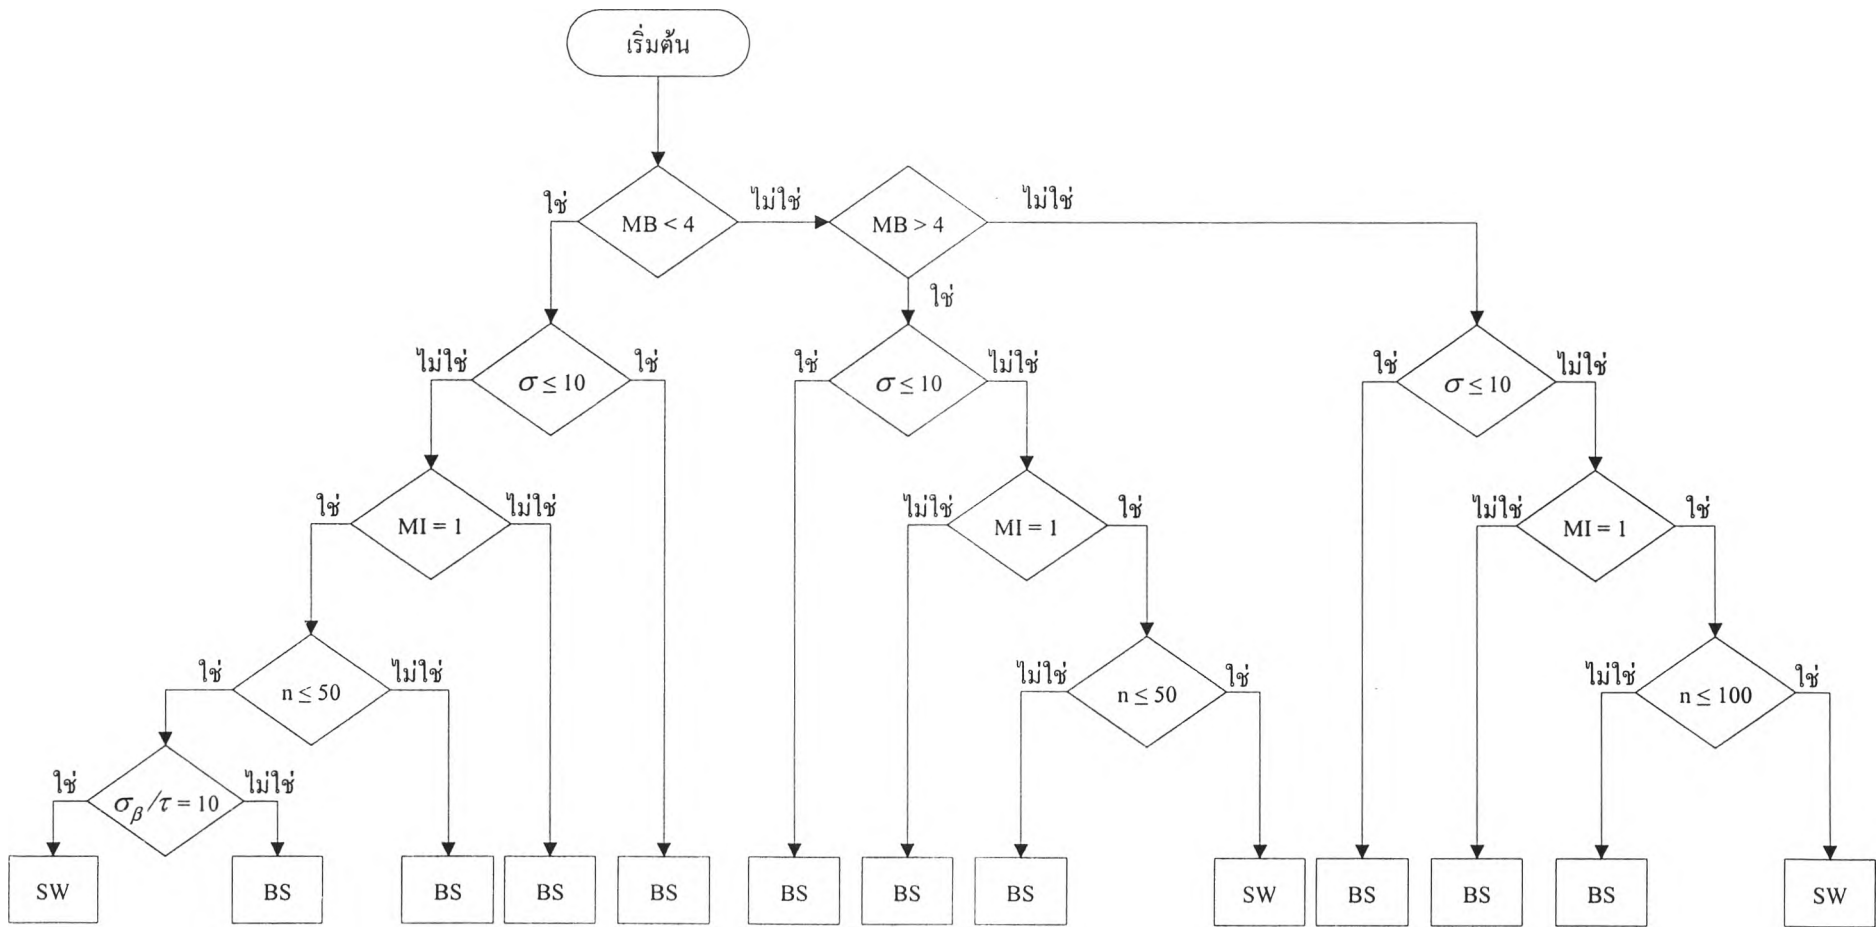 เริ่มต้น
ใช่ MB < 4 ไม่ใช่ MB > 4 ไม่ใช่
ใช่
ไม่ใช่ σ ≤ 10 ใช่ ใช่ σ ≤ 10 ไม่ใช่ ใช่ σ ≤ 10 ไม่ใช่
ใช่ MI = 1 ไม่ใช่ ไม่ใช่ MI = 1 ใช่ ไม่ใช่ MI = 1 ใช่
ใช่ n ≤ 50 ไม่ใช่ ไม่ใช่ n ≤ 50 ใช่ ไม่ใช่ n ≤ 100 ใช่
ใช่ σβ/τ = 10 ไม่ใช่
SW BS BS BS BS BS BS BS SW BS BS BS SW